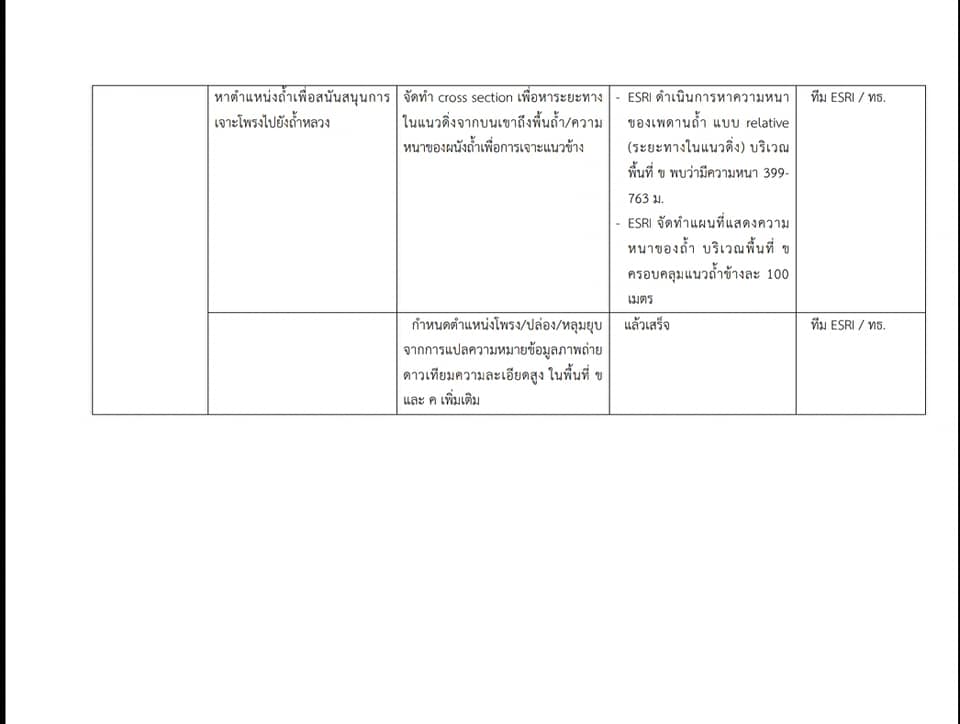 หาตำแหน่งถ้ำเพื่อสนันสนุนการ
เจาะโพรงไปยังถ้ำหลวง
จัดทำ cross section เพื่อหาระยะทาง
ในแนวดิ่งจากบนเขาถึงพื้นถ้ำ/ความ
หนาของผนังถ้ำเพื่อการเจาะแนวข้าง
- ESRI ดำเนินการหาความหนา
ของเพดานถ้ำ แบบ relative
(ระยะทางในแนวดิ่ง) บริเวณ
พื้นที่ ข พบว่ามีความหนา 399-
763 ม.
- ESRI จัดทำแผนที่แสดงความ
หนาของถ้ำ บริเวณพื้นที่ ข
ครอบคลุมแนวถ้ำข้างละ 100
เมตร
ทีม ESRI / ทธ.
กำหนดตำแหน่งโพรง/ปล่อง/หลุมยุบ
จากการแปลความหมายข้อมูลภาพถ่าย
ดาวเทียมความละเอียดสูง ในพื้นที่ ข
และ ค เพิ่มเติม
แล้วเสร็จ
ทีม ESRI / ทธ.